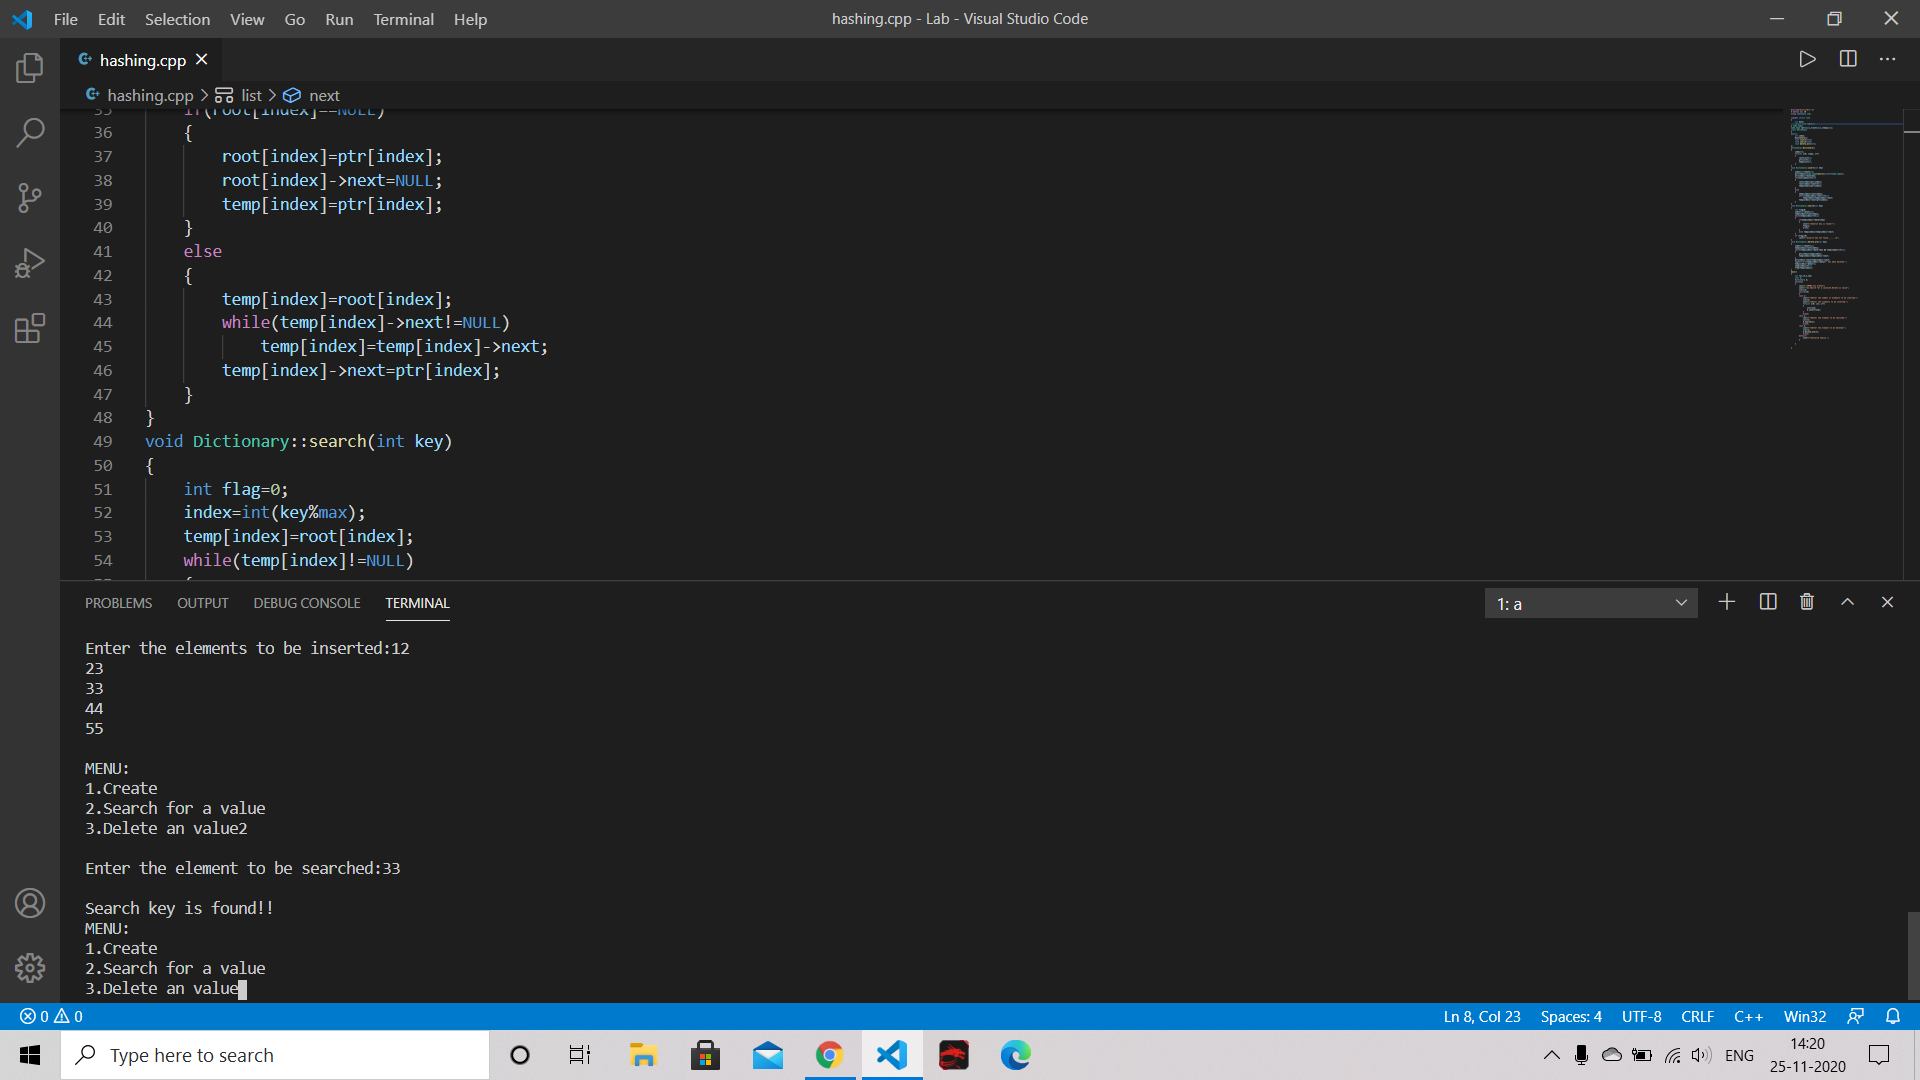 File Edit Selection View Go Run Terminal Help
hashing.cpp - Lab - Visual Studio Code
hashing.cpp
hashing.cpp > list > next
35 if(root[index]==NULL)
36 {
37 root[index]=ptr[index];
38 root[index]->next=NULL;
39 temp[index]=ptr[index];
40 }
41 else
42 {
43 temp[index]=root[index];
44 while(temp[index]->next!=NULL)
45 temp[index]=temp[index]->next;
46 temp[index]->next=ptr[index];
47 }
48 }
49 void Dictionary::search(int key)
50 {
51 int flag=0;
52 index=int(key%max);
53 temp[index]=root[index];
54 while(temp[index]!=NULL)
PROBLEMS OUTPUT DEBUG CONSOLE TERMINAL
1: a
Enter the elements to be inserted:12
23
33
44
55
MENU:
1.Create
2.Search for a value
3.Delete an value2
Enter the element to be searched:33
Search key is found!!
MENU:
1.Create
2.Search for a value
3.Delete an value
0 0
Ln 8, Col 23 Spaces: 4 UTF-8 CRLF C++ Win32
Type here to search
ENG
14:20
25-11-2020